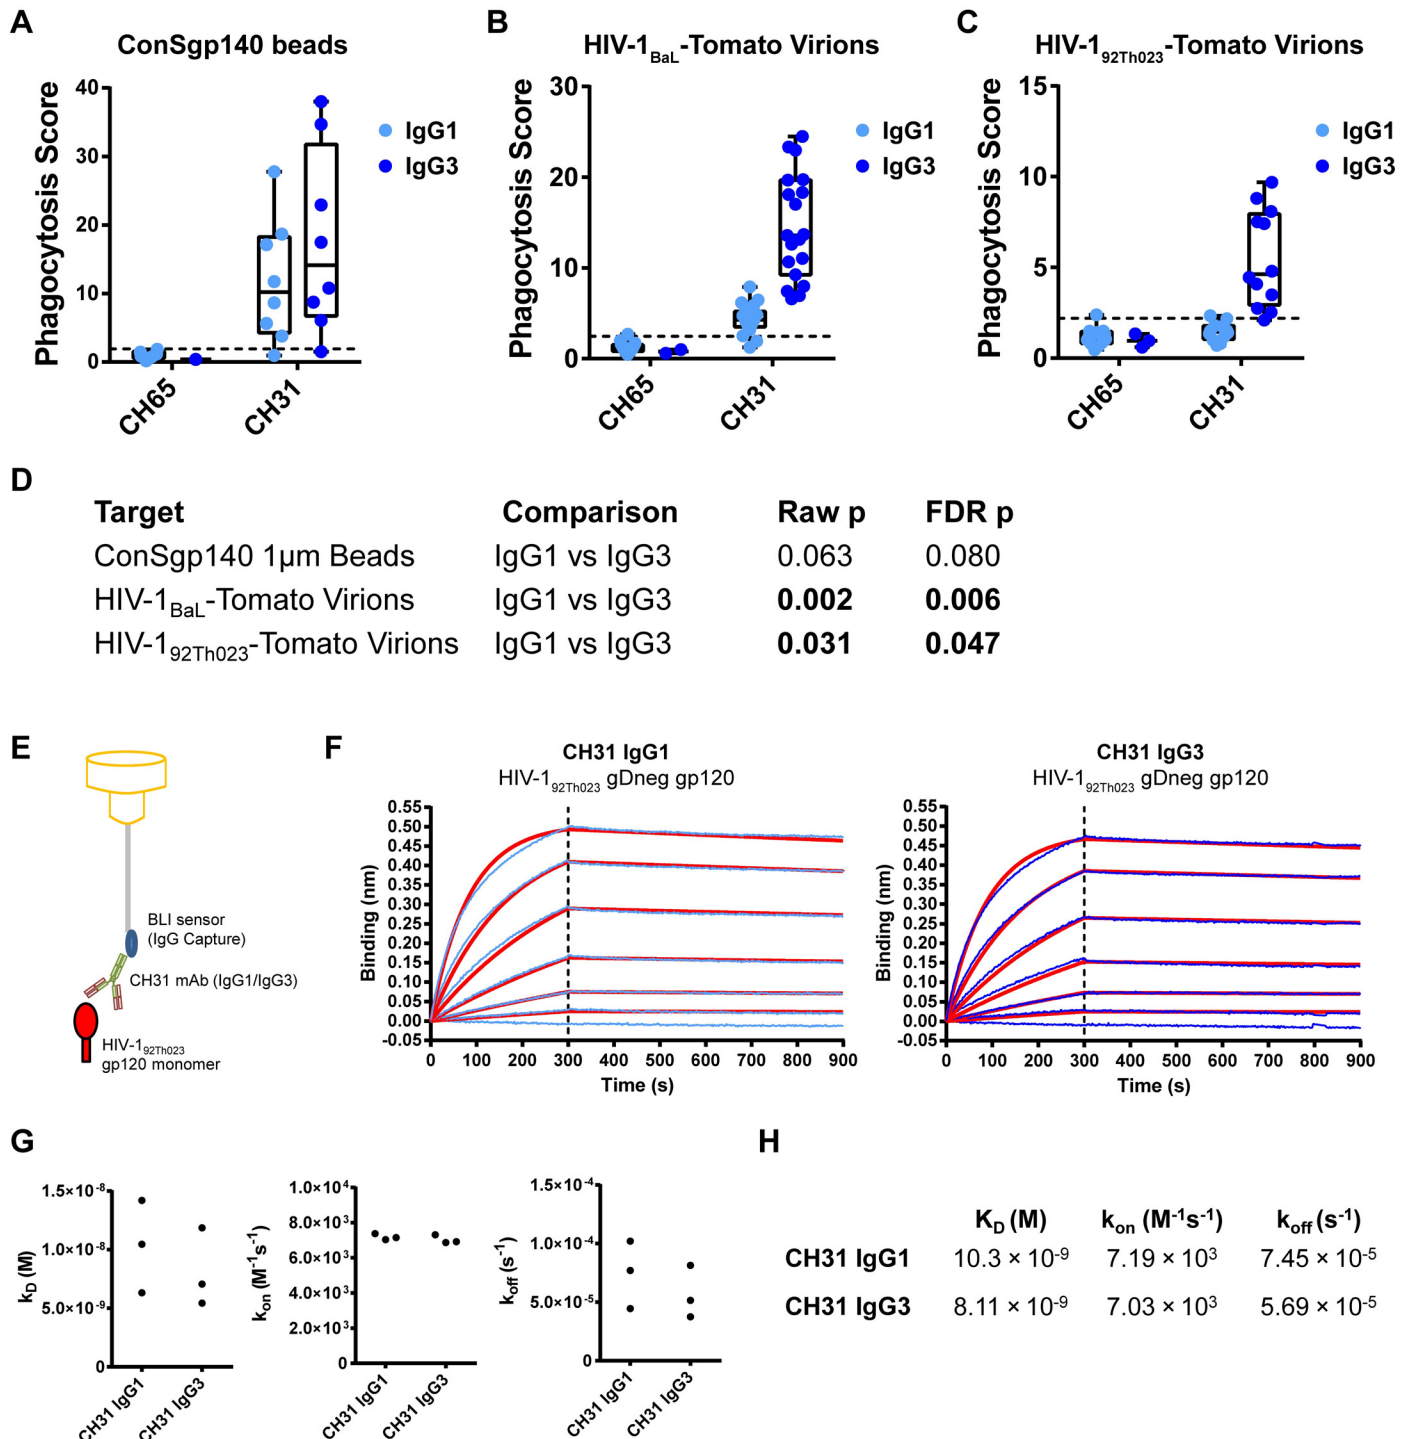 A
ConSgp140 beads
Phagocytosis Score
40
30
20
10
0
CH65
CH31
IgG1
IgG3
B
HIV-1BaL-Tomato Virions
Phagocytosis Score
30
20
10
0
CH65
CH31
IgG1
IgG3
C
HIV-192Th023-Tomato Virions
Phagocytosis Score
15
10
5
0
CH65
CH31
IgG1
IgG3
D
Target Comparison Raw p FDR p
ConSgp140 1µm Beads IgG1 vs IgG3 0.063 0.080
HIV-1BaL-Tomato Virions IgG1 vs IgG3 0.002 0.006
HIV-192Th023-Tomato Virions IgG1 vs IgG3 0.031 0.047
E
BLI sensor
(IgG Capture)
CH31 mAb (IgG1/IgG3)
HIV-192Th023
gp120 monomer
F
CH31 IgG1
HIV-192Th023 gDneg gp120
Binding (nm)
0.55
0.50
0.45
0.40
0.35
0.30
0.25
0.20
0.15
0.10
0.05
0.00
-0.05
0 100 200 300 400 500 600 700 800 900
Time (s)
CH31 IgG3
HIV-192Th023 gDneg gp120
Binding (nm)
0.55
0.50
0.45
0.40
0.35
0.30
0.25
0.20
0.15
0.10
0.05
0.00
-0.05
0 100 200 300 400 500 600 700 800 900
Time (s)
G
kD (M)
1.5×10-8
1.0×10-8
5.0×10-9
0
CH31 IgG1
CH31 IgG3
kon (M-1s-1)
1.0×104
8.0×103
6.0×103
4.0×103
2.0×103
0
CH31 IgG1
CH31 IgG3
koff (s-1)
1.5×10-4
1.0×10-4
5.0×10-5
0
CH31 IgG1
CH31 IgG3
H
KD (M) kon (M-1s-1) koff (s-1)
CH31 IgG1 10.3 × 10-9 7.19 × 103 7.45 × 10-5
CH31 IgG3 8.11 × 10-9 7.03 × 103 5.69 × 10-5